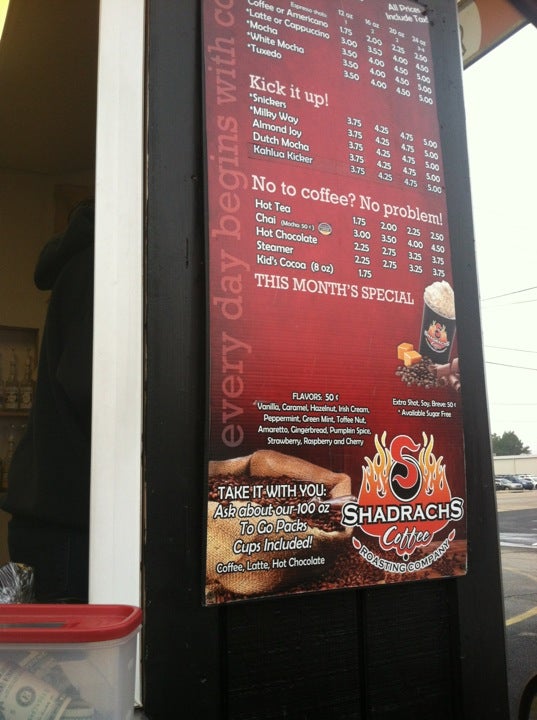 All Prices
Include Tax!
Espresso shots 12 oz 16 oz 20 oz 24 oz
1 2 2 3-4
Coffee or Americano 1.75 2.00 2.25 2.50
*Latte or Cappuccino 3.00 3.50 4.00 4.50
*Mocha 3.50 4.00 4.50 5.00
*White Mocha 3.50 4.00 4.50 5.00
*Tuxedo 3.50 4.00 4.50 5.00
Kick it up!
*Snickers 3.75 4.25 4.75 5.00
*Milky Way 3.75 4.25 4.75 5.00
Almond Joy 3.75 4.25 4.75 5.00
Dutch Mocha 3.75 4.25 4.75 5.00
Kahlua Kicker 3.75 4.25 4.75 5.00
No to coffee? No problem!
Hot Tea 1.75 2.00 2.25 2.50
Chai (Mocha 50 ¢) 3.00 3.50 4.00 4.50
Hot Chocolate 2.25 2.75 3.25 3.75
Steamer 2.25 2.75 3.25 3.75
Kid's Cocoa (8 oz) 1.75
THIS MONTH'S SPECIAL
every day begins with co
FLAVORS: 50 ¢
Vanilla, Caramel, Hazelnut, Irish Cream,
Peppermint, Green Mint, Toffee Nut,
Amaretto, Gingerbread, Pumpkin Spice,
Strawberry, Raspberry and Cherry
Extra Shot, Soy, Breve: 50 ¢
* Available Sugar Free
TAKE IT WITH YOU:
Ask about our 100 oz
To Go Packs
Cups Included!
Coffee, Latte, Hot Chocolate
S
SHADRACHS
Coffee
ROASTING COMPANY